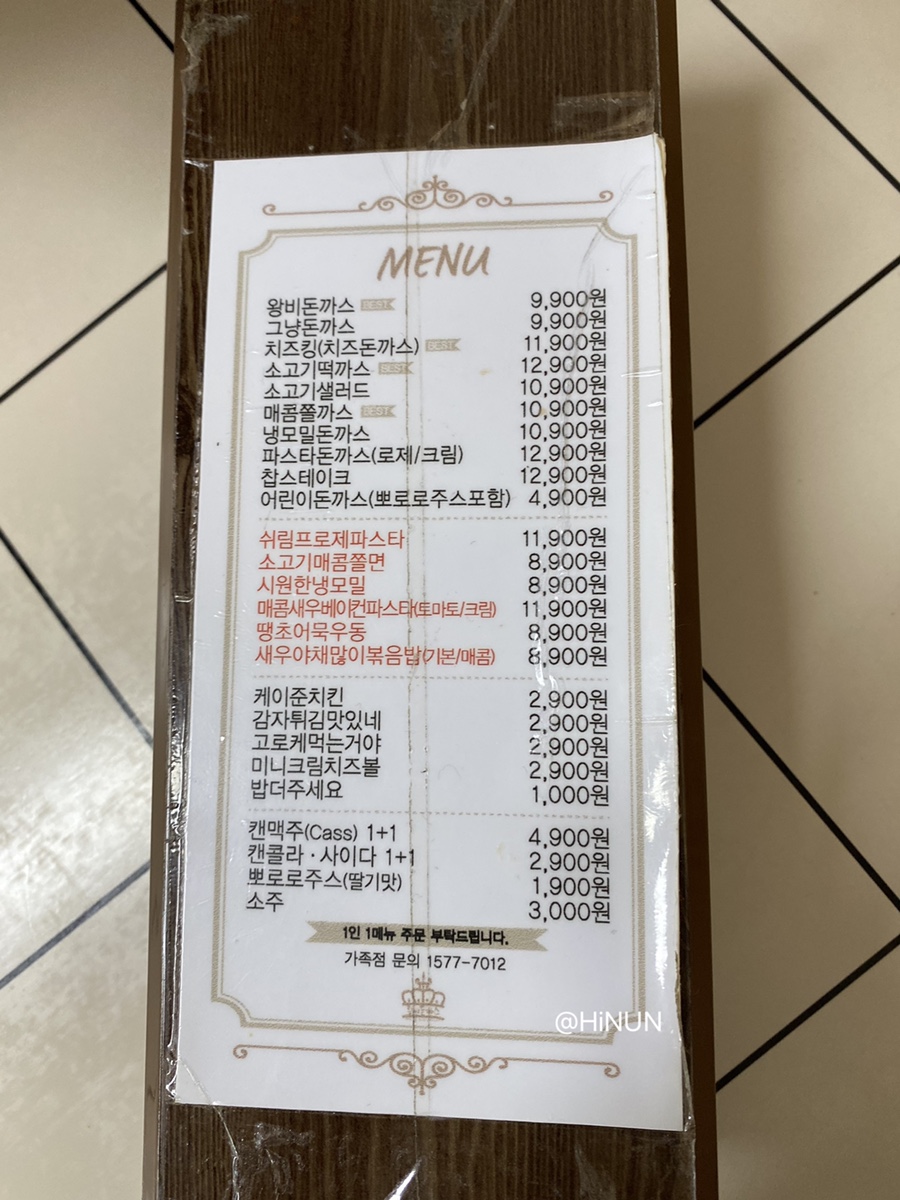 MENU
왕비돈까스 BEST 9,900원
그냥돈까스 9,900원
치즈킹(치즈돈까스) BEST 11,900원
소고기떡까스 BEST 12,900원
소고기샐러드 10,900원
매콤쫄까스 BEST 10,900원
냉모밀돈까스 10,900원
파스타돈까스(로제/크림) 12,900원
찹스테이크 12,900원
어린이돈까스(뽀로로주스포함) 4,900원
쉬림프로제파스타 11,900원
소고기매콤쫄면 8,900원
시원한냉모밀 8,900원
매콤새우베이컨파스타(토마토/크림) 11,900원
땡초어묵우동 8,900원
새우야채많이볶음밥(기본/매콤) 8,900원
케이준치킨 2,900원
감자튀김맛있네 2,900원
고로케먹는거야 2,900원
미니크림치즈볼 2,900원
밥더주세요 1,000원
캔맥주(Cass) 1+1 4,900원
캔콜라·사이다 1+1 2,900원
뽀로로주스(딸기맛) 1,900원
소주 3,000원
1인 1메뉴 주문 부탁드립니다.
가족점 문의 1577-7012
@HiNUN